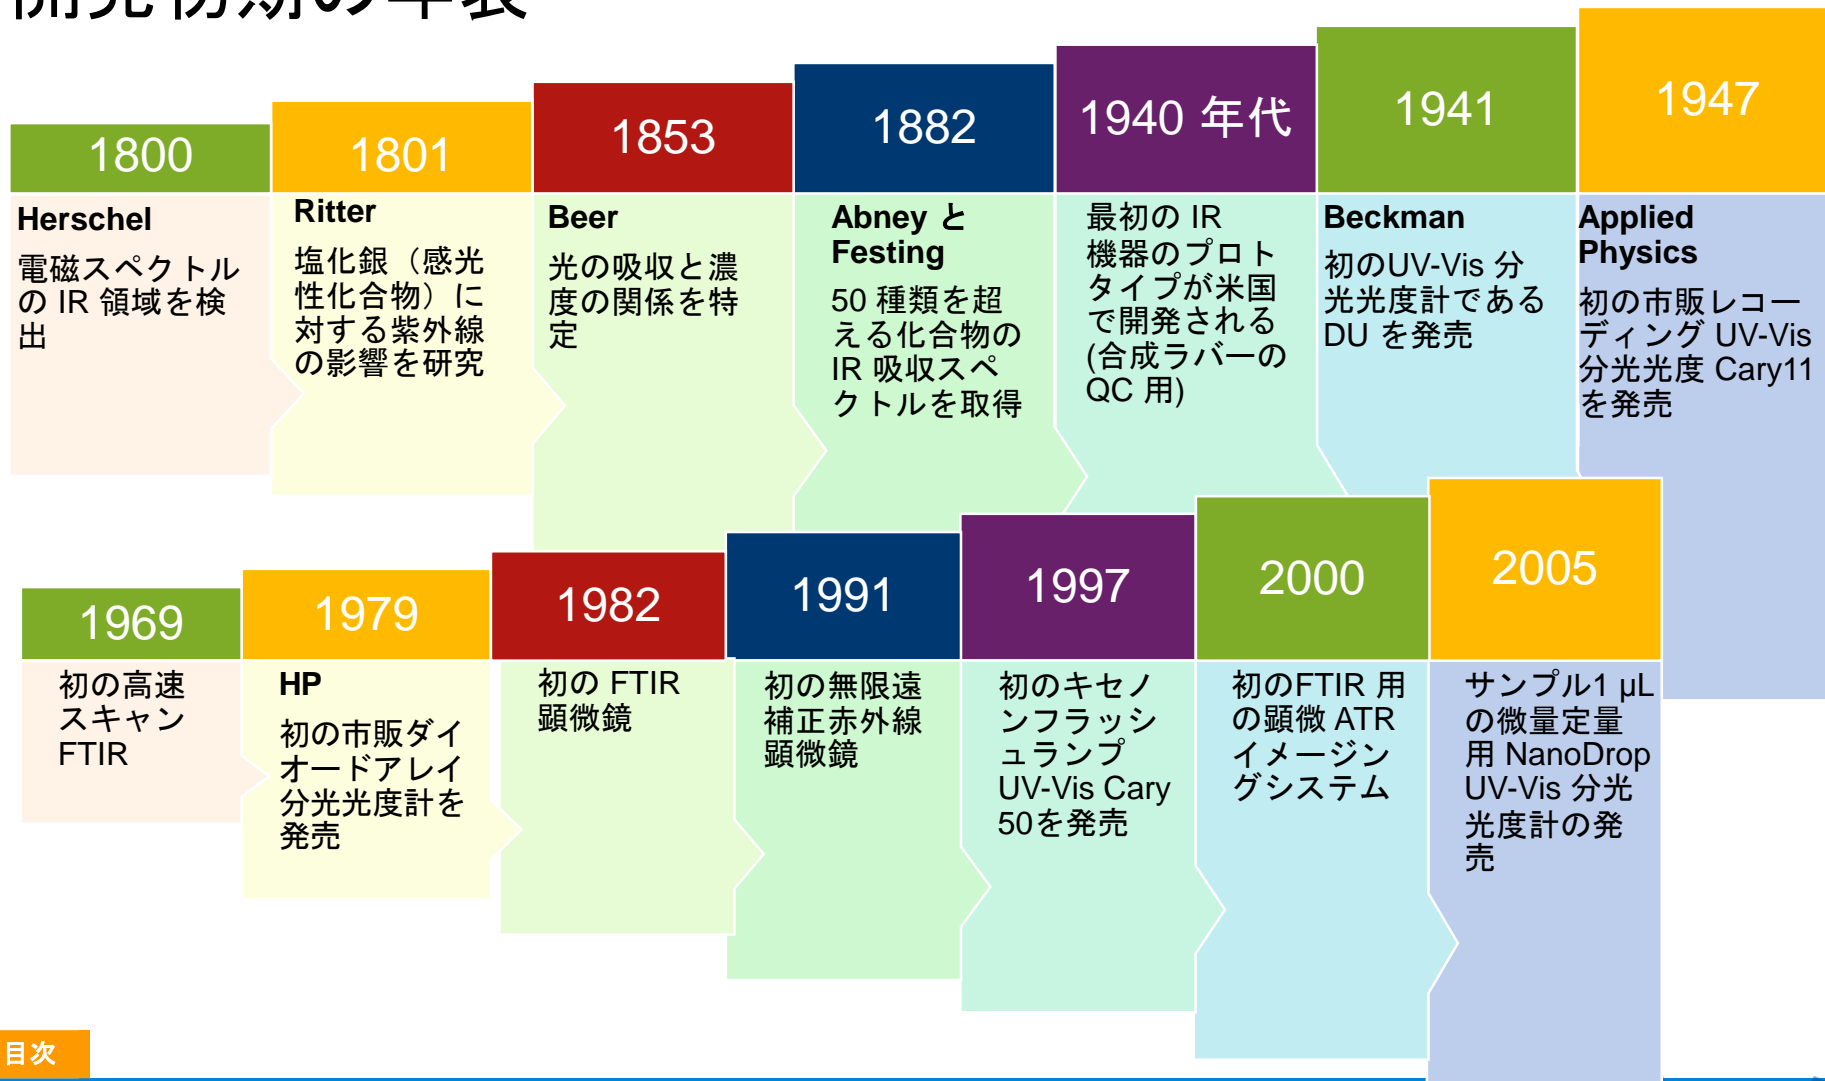 開発初期の年表
1800
Herschel
電磁スペクトル
の IR 領域を検
出
1801
Ritter
塩化銀（感光
性化合物）に
対する紫外線
の影響を研究
1853
Beer
光の吸収と濃
度の関係を特
定
1882
Abney と
Festing
50 種類を超
える化合物の
IR 吸収スペ
クトルを取得
1940 年代
最初の IR
機器のプロト
タイプが米国
で開発される
(合成ラバーの
QC 用)
1941
Beckman
初のUV-Vis 分
光光度計である
DU を発売
1947
Applied
Physics
初の市販レコー
ディング UV-Vis
分光光度 Cary11
を発売
1969
初の高速
スキャン
FTIR
1979
HP
初の市販ダイ
オードアレイ
分光光度計を
発売
1982
初の FTIR
顕微鏡
1991
初の無限遠
補正赤外線
顕微鏡
1997
初のキセノ
ンフラッシ
ュランプ
UV-Vis Cary
50を発売
2000
初のFTIR 用
の顕微 ATR
イメージン
グシステム
2005
サンプル1 µL
の微量定量
用 NanoDrop
UV-Vis 分光
光度計の発
売
目次